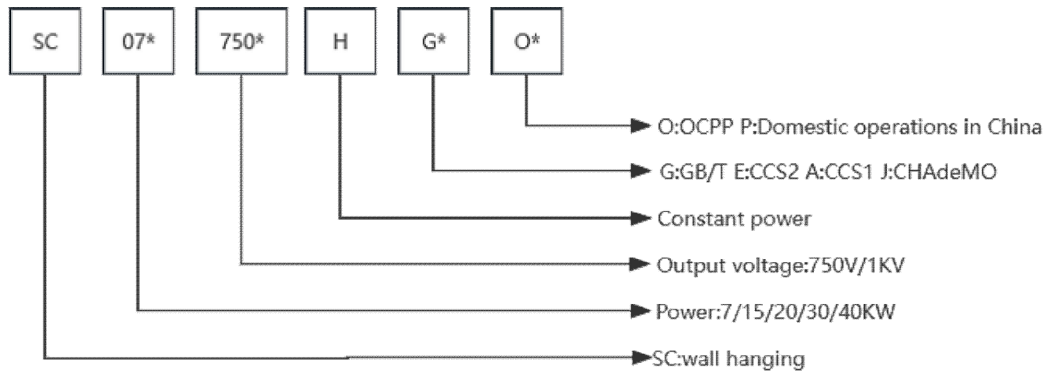 SC 07* 750* H G* O*
O:OCPP P:Domestic operations in China
G:GB/T E:CCS2 A:CCS1 J:CHAdeMO
Constant power
Output voltage:750V/1KV
Power:7/15/20/30/40KW
SC:wall hanging